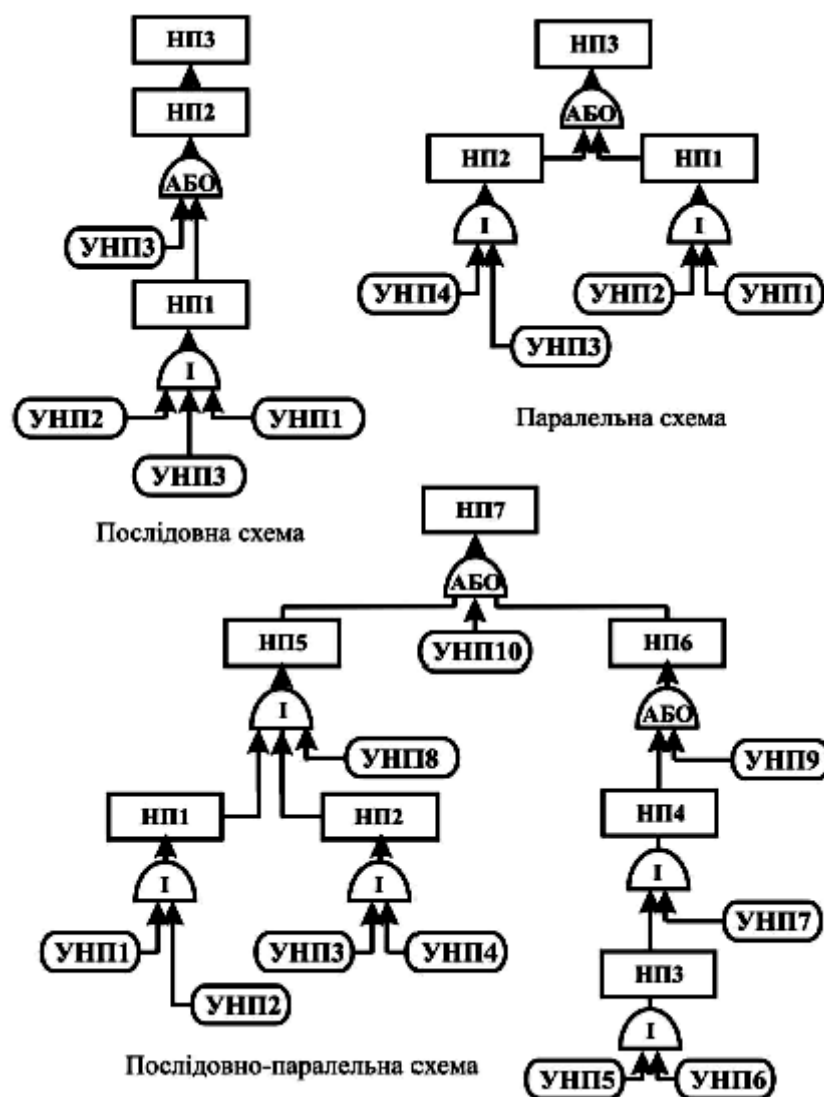 НП3
НП2
АБО
УНП3
НП1
І
УНП2
УНП1
УНП3
Послідовна схема
НП3
АБО
НП2
НП1
І
І
УНП4
УНП2
УНП1
УНП3
Паралельна схема
НП7
АБО
НП5
УНП10
НП6
І
АБО
УНП8
УНП9
НП1
НП2
НП4
І
І
І
УНП1
УНП3
УНП4
УНП7
УНП2
НП3
І
УНП5
УНП6
Послідовно-паралельна схема